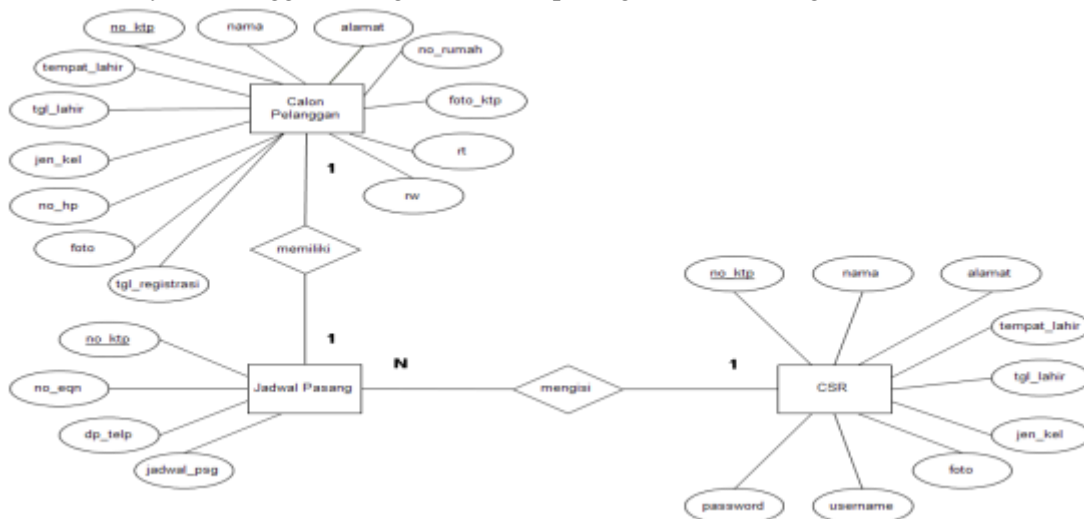 no_ktp
nama
alamat
no_rumah
tempat_lahir
foto_ktp
tgl_lahir
Calon
Pelanggan
jen_kel
rt
no_hp
rw
1
foto
memiliki
tgl_registrasi
no_ktp
nama
alamat
no_ktp
tempat_lahir
1
N
1
no_eqn
Jadwal Pasang
mengisi
CSR
tgl_lahir
dp_telp
jen_kel
jadwal_psg
foto
password
username